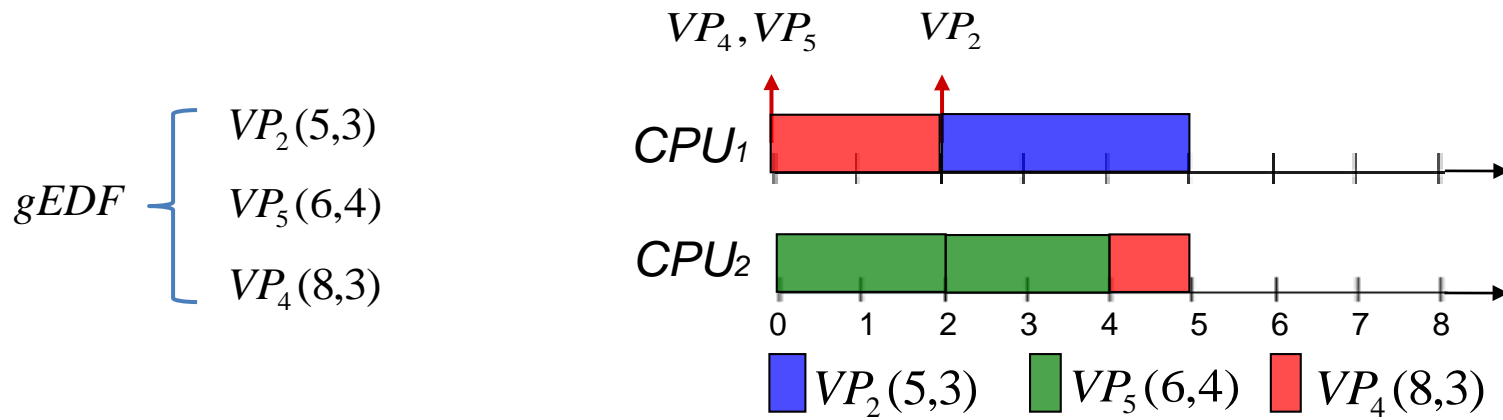 VP₄, VP₅ VP₂
VP₂(5,3)
CPU₁
gEDF
VP₅(6,4)
CPU₂
VP₄(8,3)
0 1 2 3 4 5 6 7 8
VP₂(5,3) VP₅(6,4) VP₄(8,3)